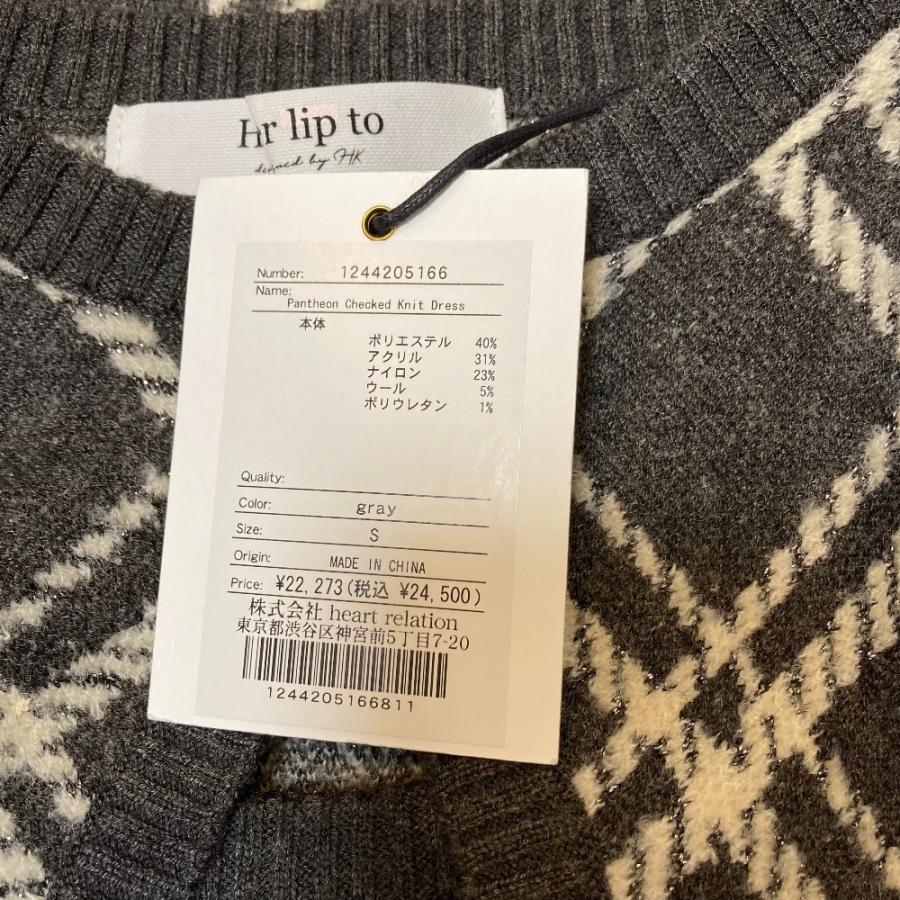 Hr lip to
by HK
Number: 1244205166
Name:
Pantheon Checked Knit Dress
本体
ポリエステル 40%
アクリル 31%
ナイロン 23%
ウール 5%
ポリウレタン 1%
Quality:
Color: gray
Size: S
Origin: MADE IN CHINA
Price: ¥22,273(税込 ¥24,500)
株式会社 heart relation
東京都渋谷区神宮前5丁目7-20
1244205166811